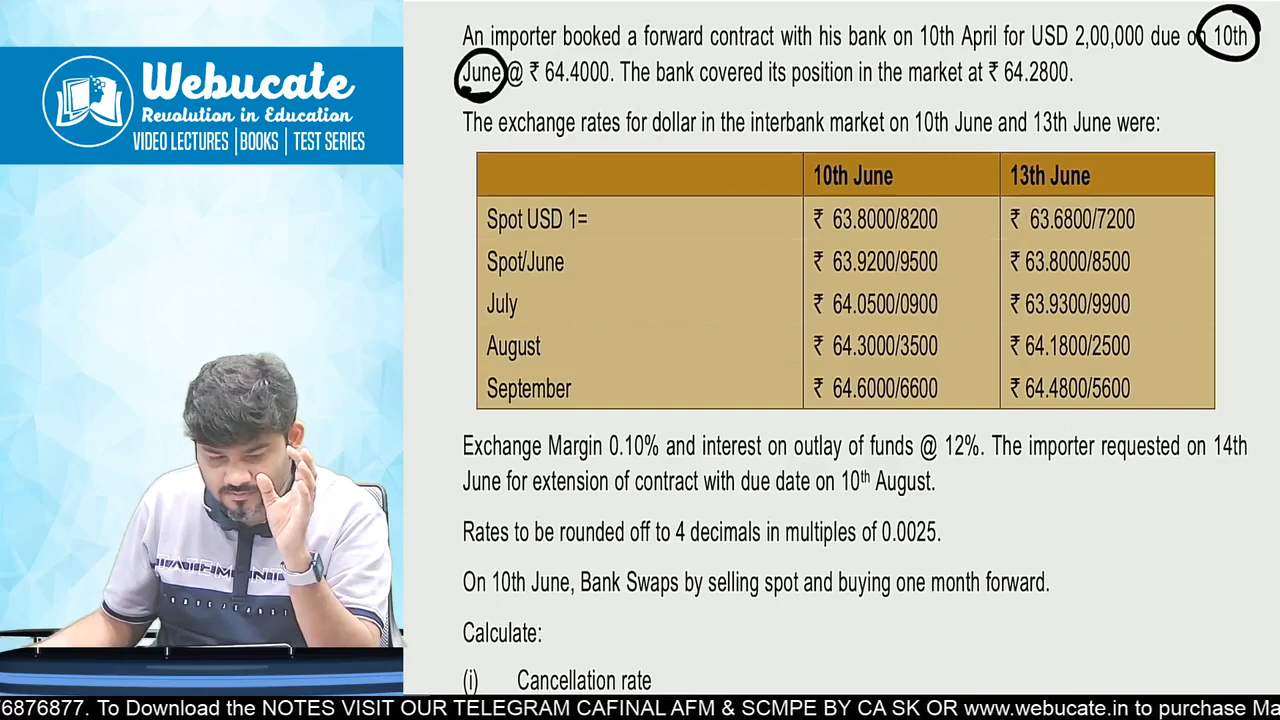 An importer booked a forward contract with his bank on 10th April for USD 2,00,000 due on 10th
June @ ₹ 64.4000. The bank covered its position in the market at ₹ 64.2800.
Webucate
Revolution in Education
VIDEO LECTURES | BOOKS | TEST SERIES
The exchange rates for dollar in the interbank market on 10th June and 13th June were:
10th June 13th June
Spot USD 1= ₹ 63.8000/8200 ₹ 63.6800/7200
Spot/June ₹ 63.9200/9500 ₹ 63.8000/8500
July ₹ 64.0500/0900 ₹ 63.9300/9900
August ₹ 64.3000/3500 ₹ 64.1800/2500
September ₹ 64.6000/6600 ₹ 64.4800/5600
Exchange Margin 0.10% and interest on outlay of funds @ 12%. The importer requested on 14th
June for extension of contract with due date on 10th August.
Rates to be rounded off to 4 decimals in multiples of 0.0025.
On 10th June, Bank Swaps by selling spot and buying one month forward.
Calculate:
(i) Cancellation rate
6876877. To Download the NOTES VISIT OUR TELEGRAM CAFINAL AFM & SCMPE BY CA SK OR www.webucate.in to purchase Ma